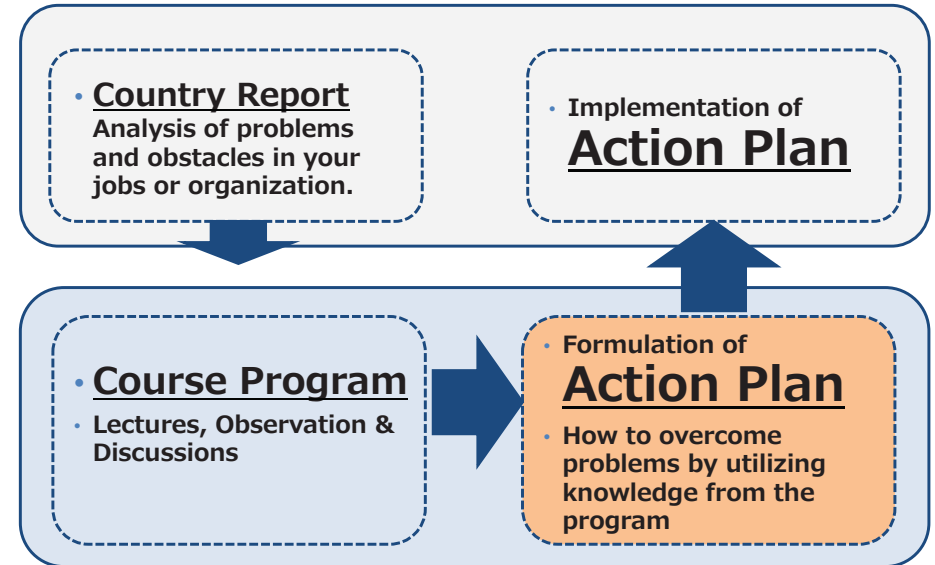 • Country Report
Analysis of problems
and obstacles in your
jobs or organization.
• Implementation of
Action Plan
• Course Program
• Lectures, Observation &
Discussions
• Formulation of
Action Plan
• How to overcome
problems by utilizing
knowledge from the
program